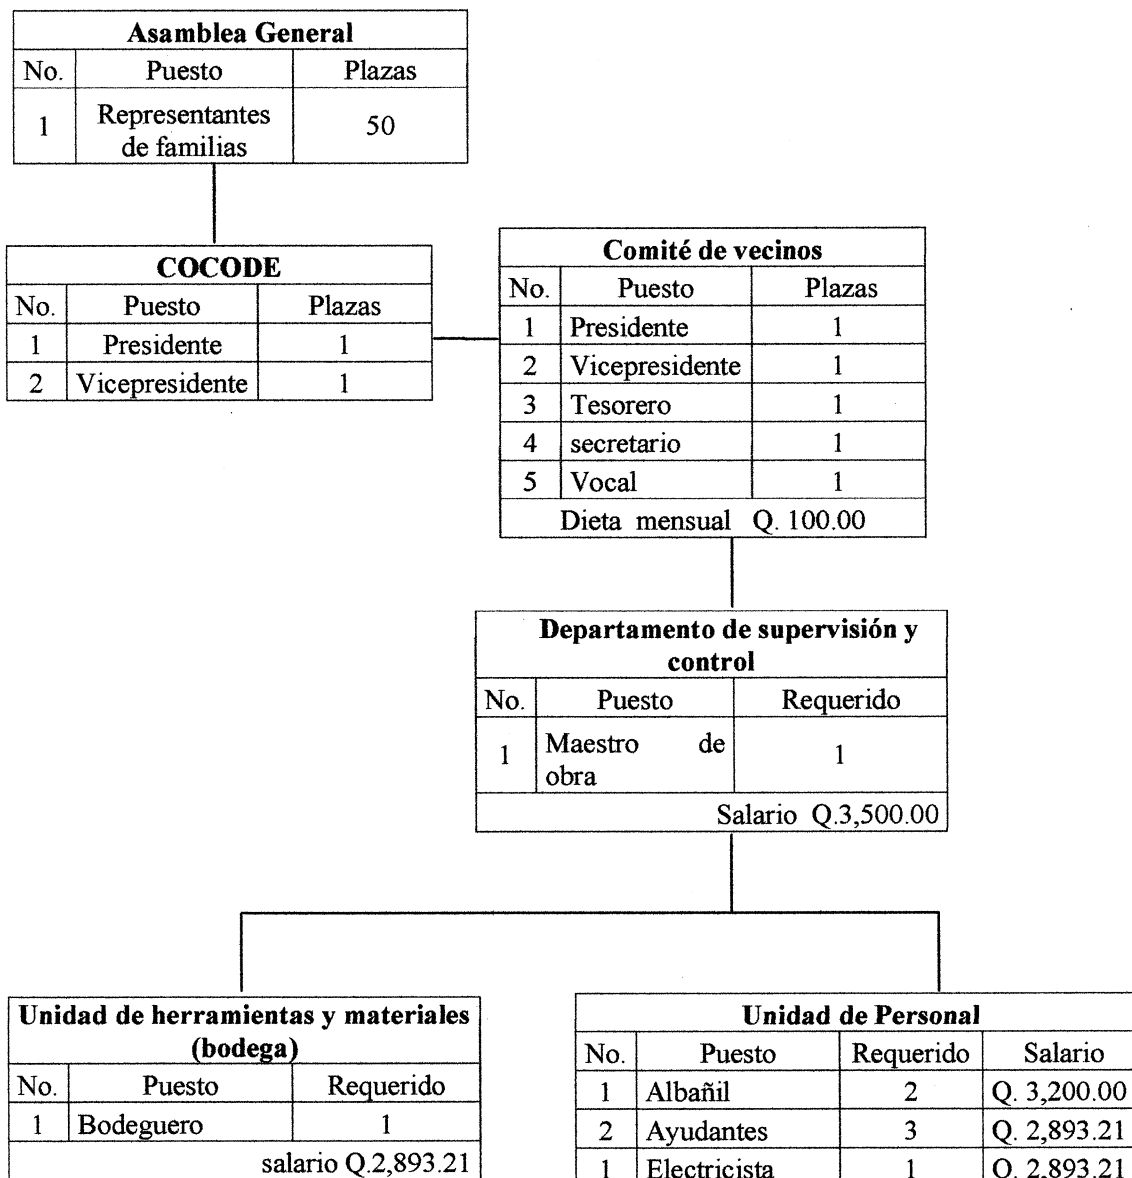 Asamblea General
No. Puesto Plazas
1 Representantes de familias 50
COCODE
No. Puesto Plazas
1 Presidente 1
2 Vicepresidente 1
Comité de vecinos
No. Puesto Plazas
1 Presidente 1
2 Vicepresidente 1
3 Tesorero 1
4 secretario 1
5 Vocal 1
Dieta mensual Q. 100.00
Departamento de supervisión y
control
No. Puesto Requerido
1 Maestro de obra 1
Salario Q.3,500.00
Unidad de herramientas y materiales
(bodega)
No. Puesto Requerido
1 Bodeguero 1
salario Q.2,893.21
Unidad de Personal
No. Puesto Requerido Salario
1 Albañil 2 Q. 3,200.00
2 Ayudantes 3 Q. 2,893.21
1 Electricista 1 Q. 2,893.21